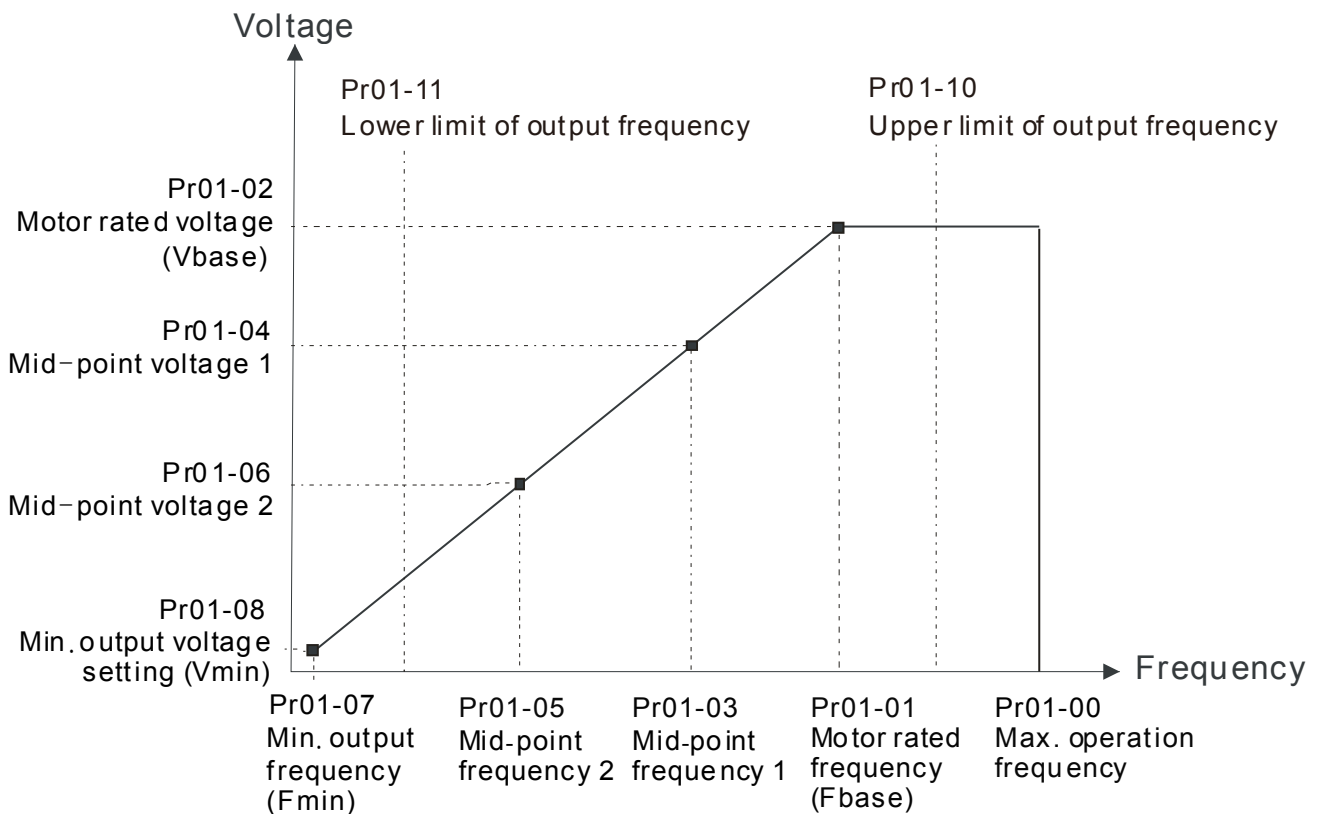 Voltage
Pr01-11
Lower limit of output frequency
Pr01-10
Upper limit of output frequency
Pr01-02
Motor rated voltage
(Vbase)
Pr01-04
Mid-point voltage 1
Pr01-06
Mid-point voltage 2
Pr01-08
Min. output voltage
setting (Vmin)
Frequency
Pr01-07
Min. output
frequency
(Fmin)
Pr01-05
Mid-point
frequency 2
Pr01-03
Mid-point
frequency 1
Pr01-01
Motor rated
frequency
(Fbase)
Pr01-00
Max. operation
frequency